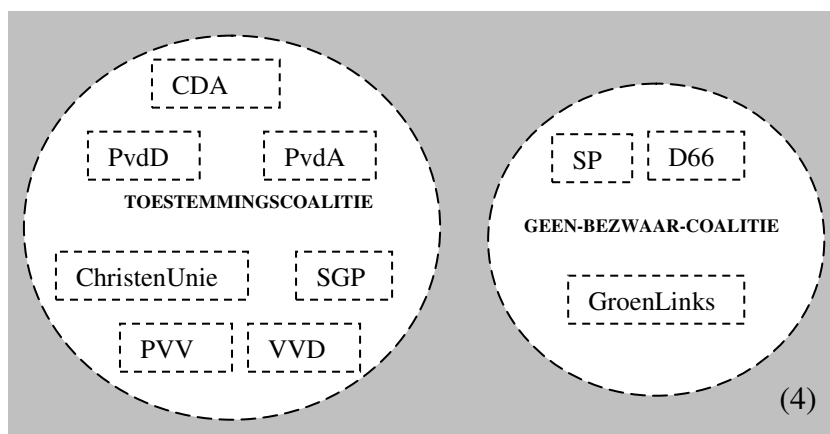 CDA
PvdD
PvdA
TOESTEMMINGSCOALITIE
ChristenUnie
SGP
PVV
VVD
SP
D66
GEEN-BEZWAAR-COALITIE
GroenLinks
(4)